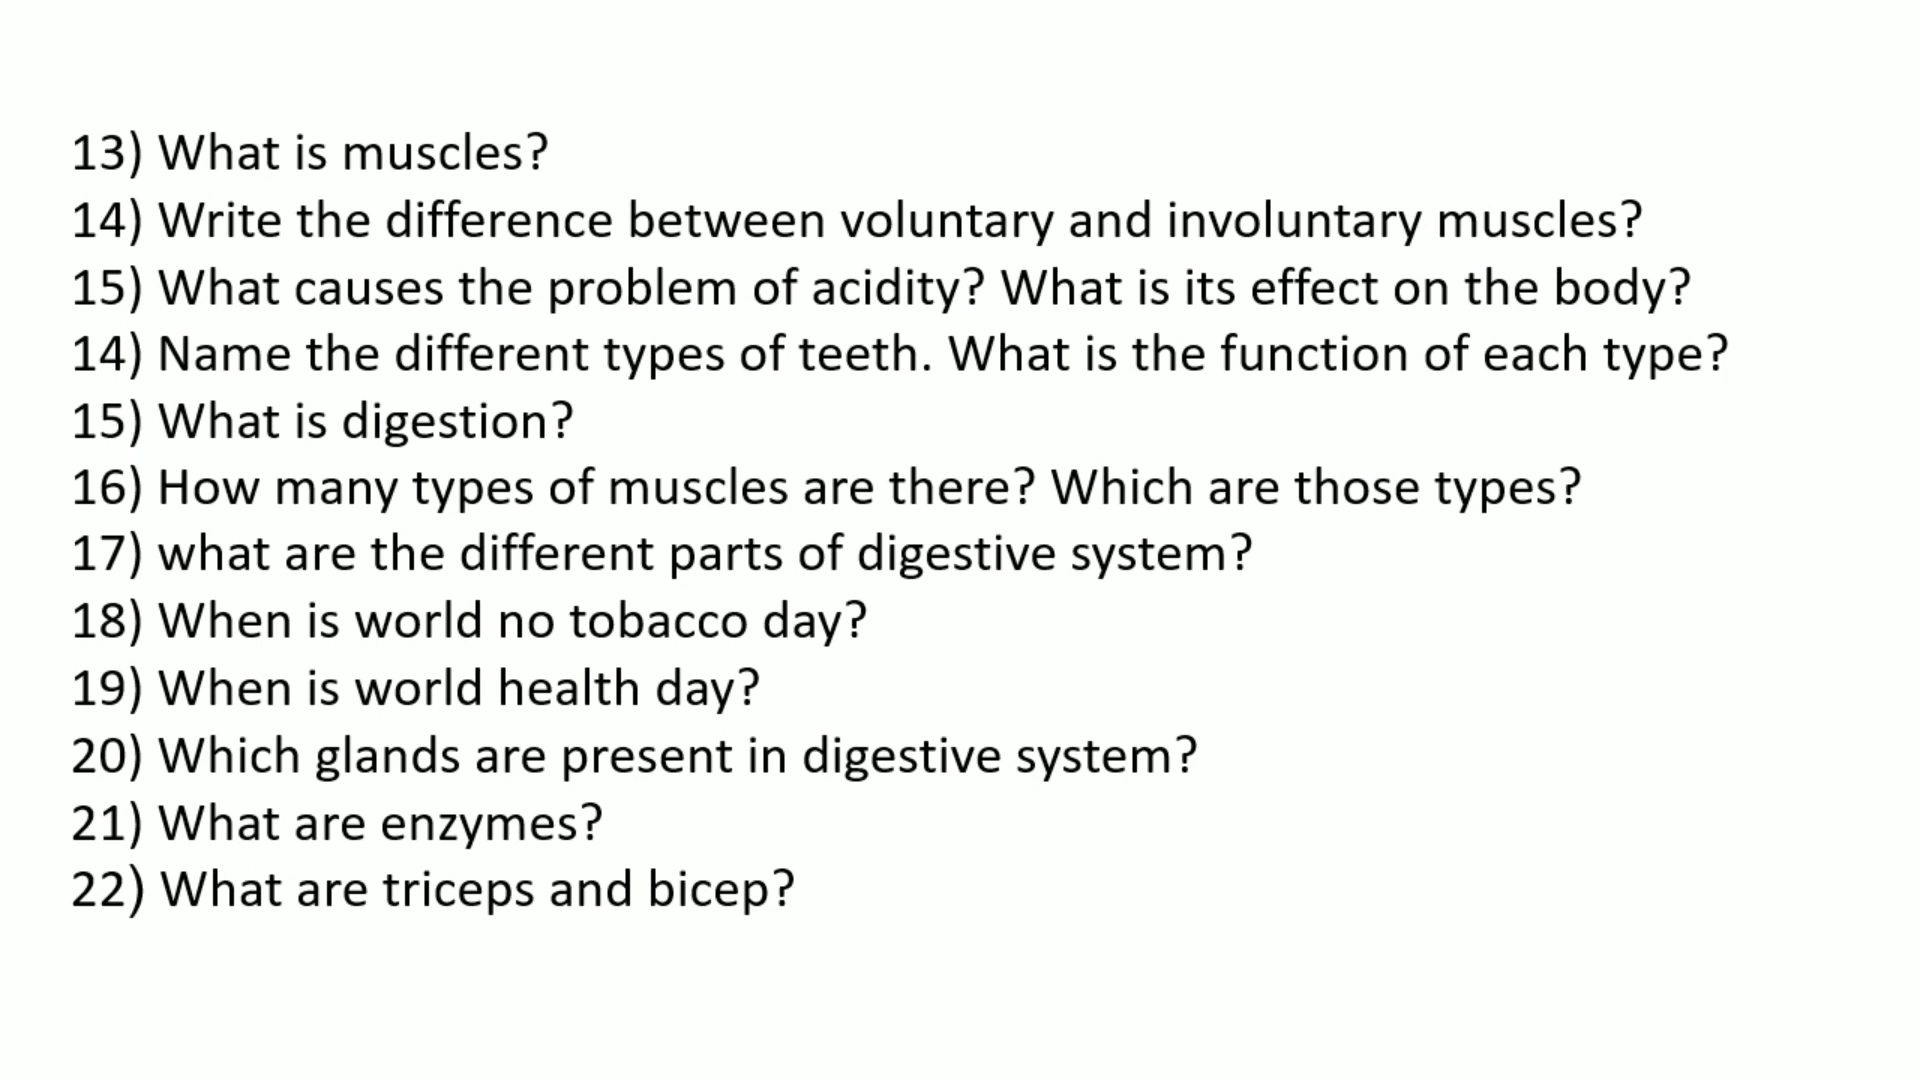 13) What is muscles?
14) Write the difference between voluntary and involuntary muscles?
15) What causes the problem of acidity? What is its effect on the body?
14) Name the different types of teeth. What is the function of each type?
15) What is digestion?
16) How many types of muscles are there? Which are those types?
17) what are the different parts of digestive system?
18) When is world no tobacco day?
19) When is world health day?
20) Which glands are present in digestive system?
21) What are enzymes?
22) What are triceps and bicep?